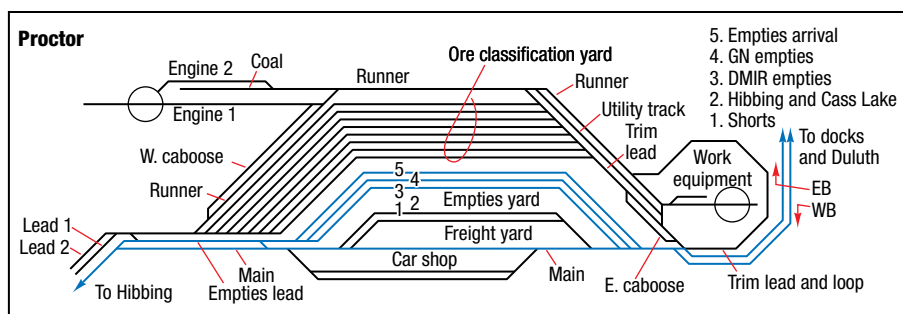 Proctor
Engine 2
Coal
Runner
Ore classification yard
Engine 1
W. caboose
Runner
Lead 1
Lead 2
To Hibbing
Main
Empties lead
5
4
3
2
1
Empties yard
Freight yard
Car shop
Main
Runner
Utility track
Trim
lead
Work
equipment
E. caboose
Trim lead and loop
EB
WB
To docks
and Duluth
5. Empties arrival
4. GN empties
3. DMIR empties
2. Hibbing and Cass Lake
1. Shorts